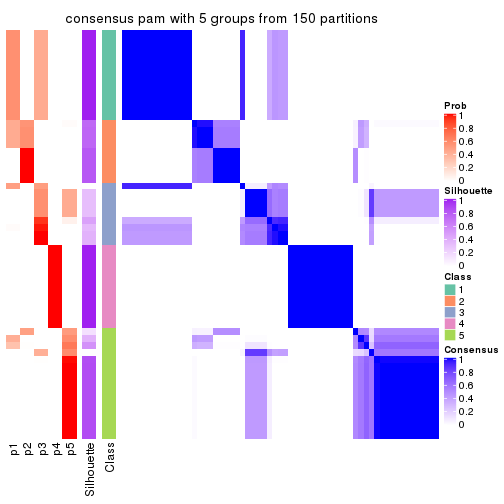 consensus pam with 5 groups from 150 partitions
Prob
1
0.8
0.6
0.4
0.2
0
Silhouette
1
0.8
0.6
0.4
0.2
0
Class
1
2
3
4
5
Consensus
1
0.8
0.6
0.4
0.2
0
p1
p2
p3
p4
p5
Silhouette
Class